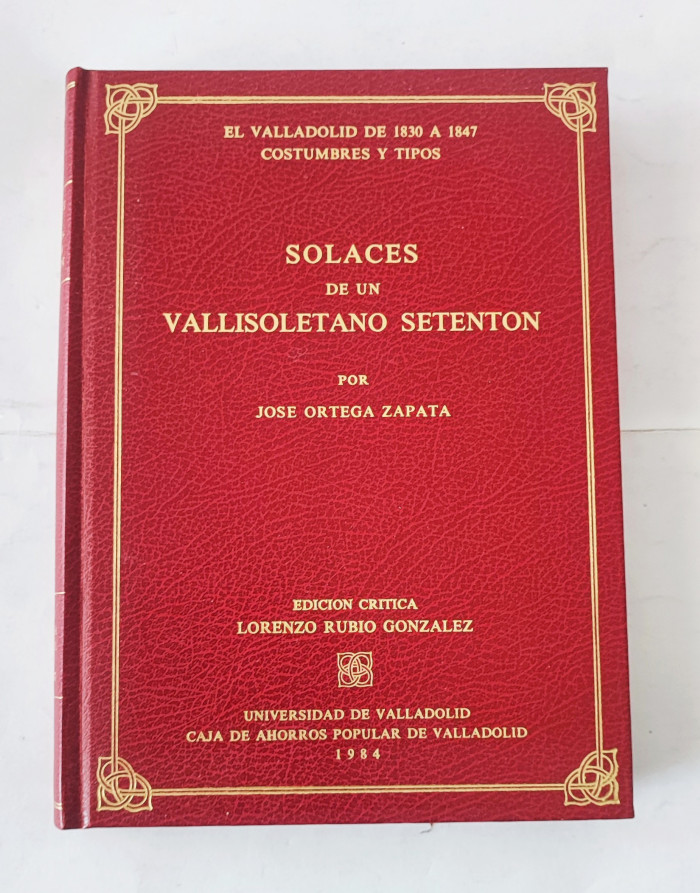 EL VALLADOLID DE 1830 A 1847
COSTUMBRES Y TIPOS
SOLACES
DE UN
VALLISOLETANO SETENTON
POR
JOSE ORTEGA ZAPATA
EDICION CRITICA
LORENZO RUBIO GONZALEZ
UNIVERSIDAD DE VALLADOLID
CAJA DE AHORROS POPULAR DE VALLADOLID
1984